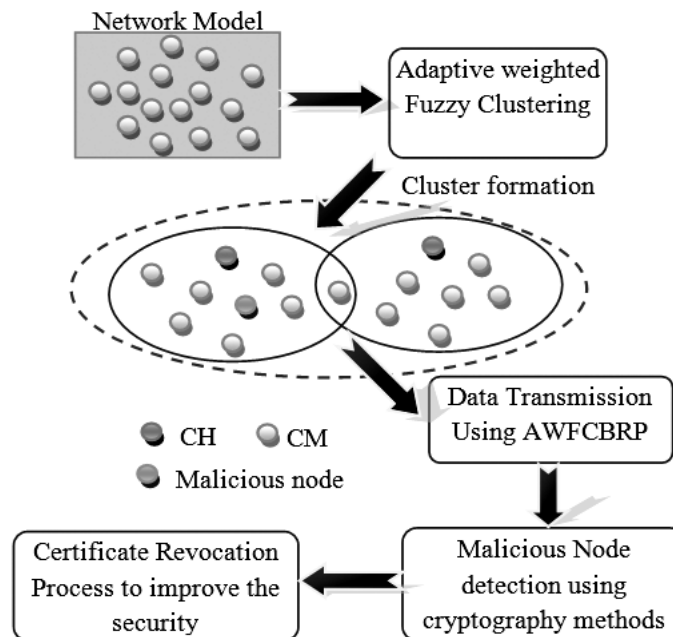 Network Model
Adaptive weighted
Fuzzy Clustering
Cluster formation
Data Transmission
Using AWFCBRP
CH
CM
Malicious node
Malicious Node
detection using
cryptography methods
Certificate Revocation
Process to improve the
security